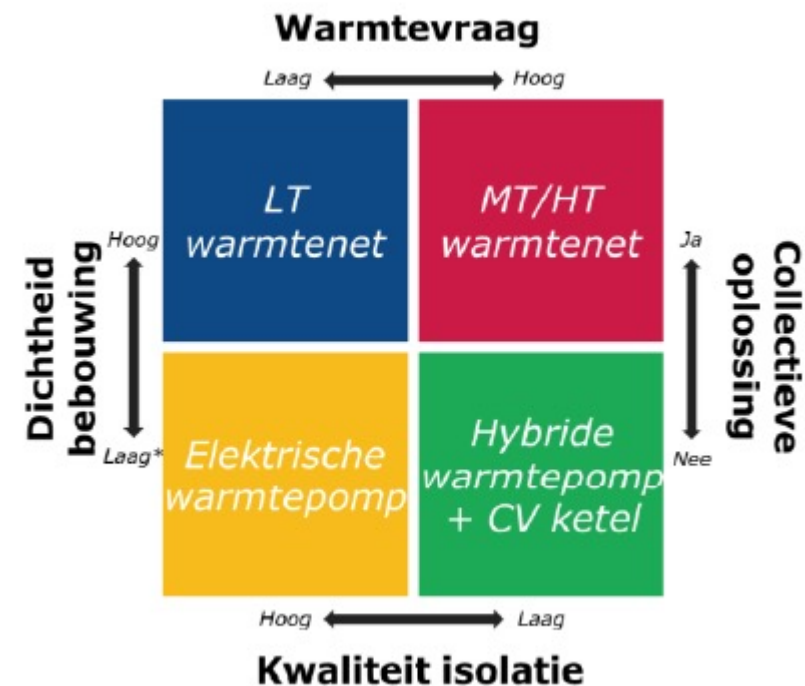 Warmtevraag
Laag
Hoog
LT
warmtenet
MT/HT
warmtenet
Hoog
Laag*
Dichtheid
bebouwing
Ja
Nee
Collectieve
oplossing
Elektrische
warmtepomp
Hybride
warmtepomp
+ CV ketel
Hoog
Laag
Kwaliteit isolatie